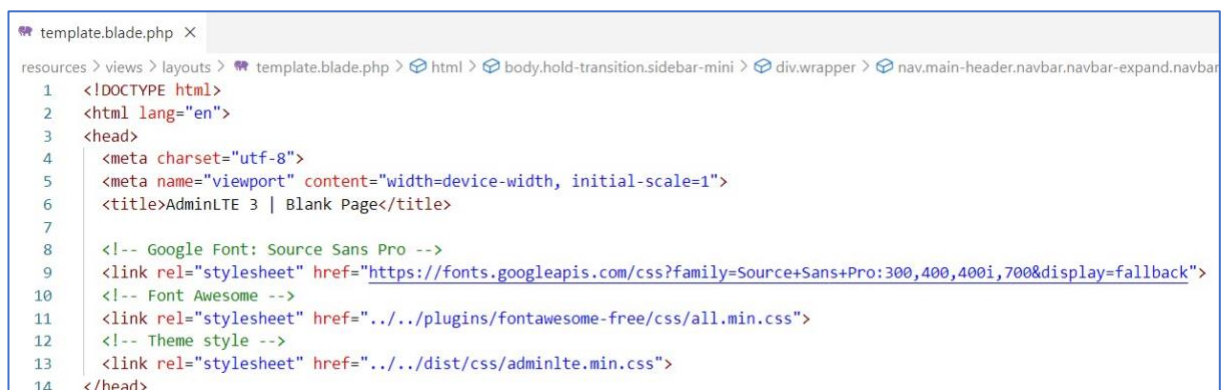 template.blade.php ×
resources > views > layouts > template.blade.php > html > body.hold-transition.sidebar-mini > div.wrapper > nav.main-header.navbar.navbar-expand.navbar
1 <!DOCTYPE html>
2 <html lang="en">
3 <head>
4 <meta charset="utf-8">
5 <meta name="viewport" content="width=device-width, initial-scale=1">
6 <title>AdminLTE 3 | Blank Page</title>
7
8 <!-- Google Font: Source Sans Pro -->
9 <link rel="stylesheet" href="https://fonts.googleapis.com/css?family=Source+Sans+Pro:300,400,400i,700&display=fallback">
10 <!-- Font Awesome -->
11 <link rel="stylesheet" href="../../plugins/fontawesome-free/css/all.min.css">
12 <!-- Theme style -->
13 <link rel="stylesheet" href="../../dist/css/adminlte.min.css">
14 </head>